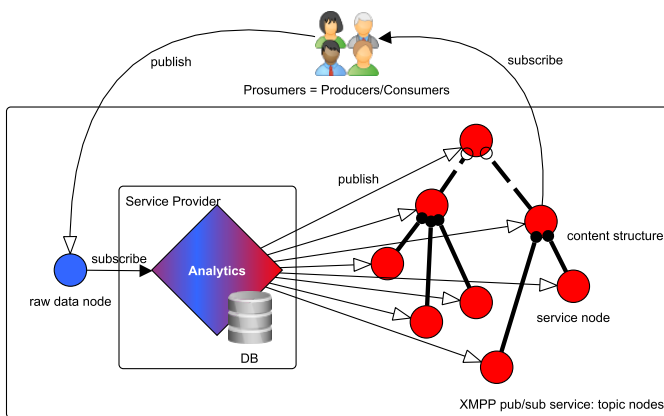 publish
subscribe
Prosumers = Producers/Consumers
publish
Service Provider
content structure
subscribe
Analytics
raw data node
service node
DB
XMPP pub/sub service: topic nodes